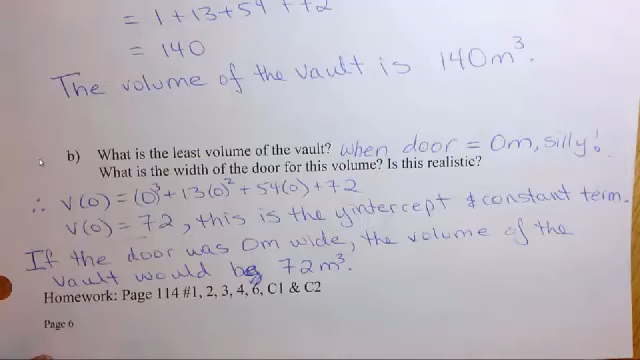 = 1 + 13 + 54 + 72
= 140
The volume of the vault is 140m³.
b) What is the least volume of the vault? when door = 0m, silly!
What is the width of the door for this volume? Is this realistic?
∴ V(0) = (0)³ + 13(0)² + 54(0) + 72
V(0) = 72, this is the yintercept & constant term.
If the door was 0m wide, the volume of the
vault would be 72m³.
Homework: Page 114 #1, 2, 3, 4, 6, C1 & C2
Page 6